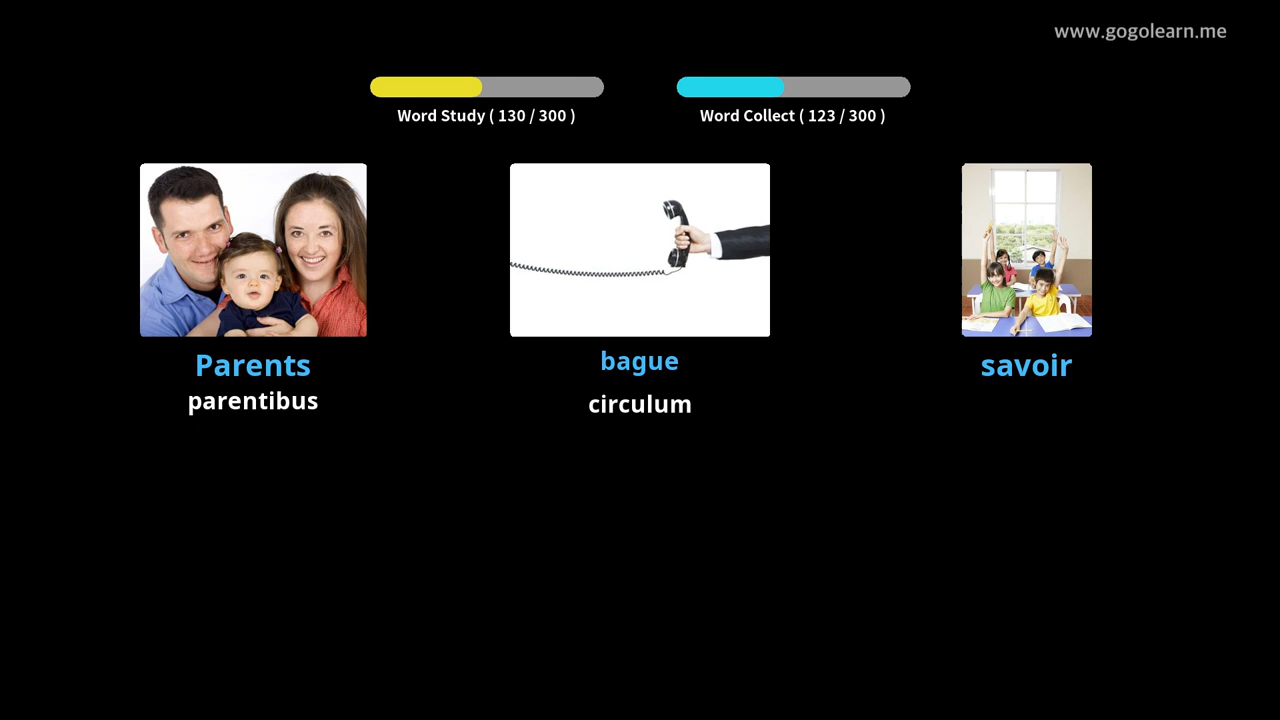 www.gogolearn.me
Word Study ( 130 / 300 )
Word Collect ( 123 / 300 )
Parents
parentibus
bague
circulum
savoir